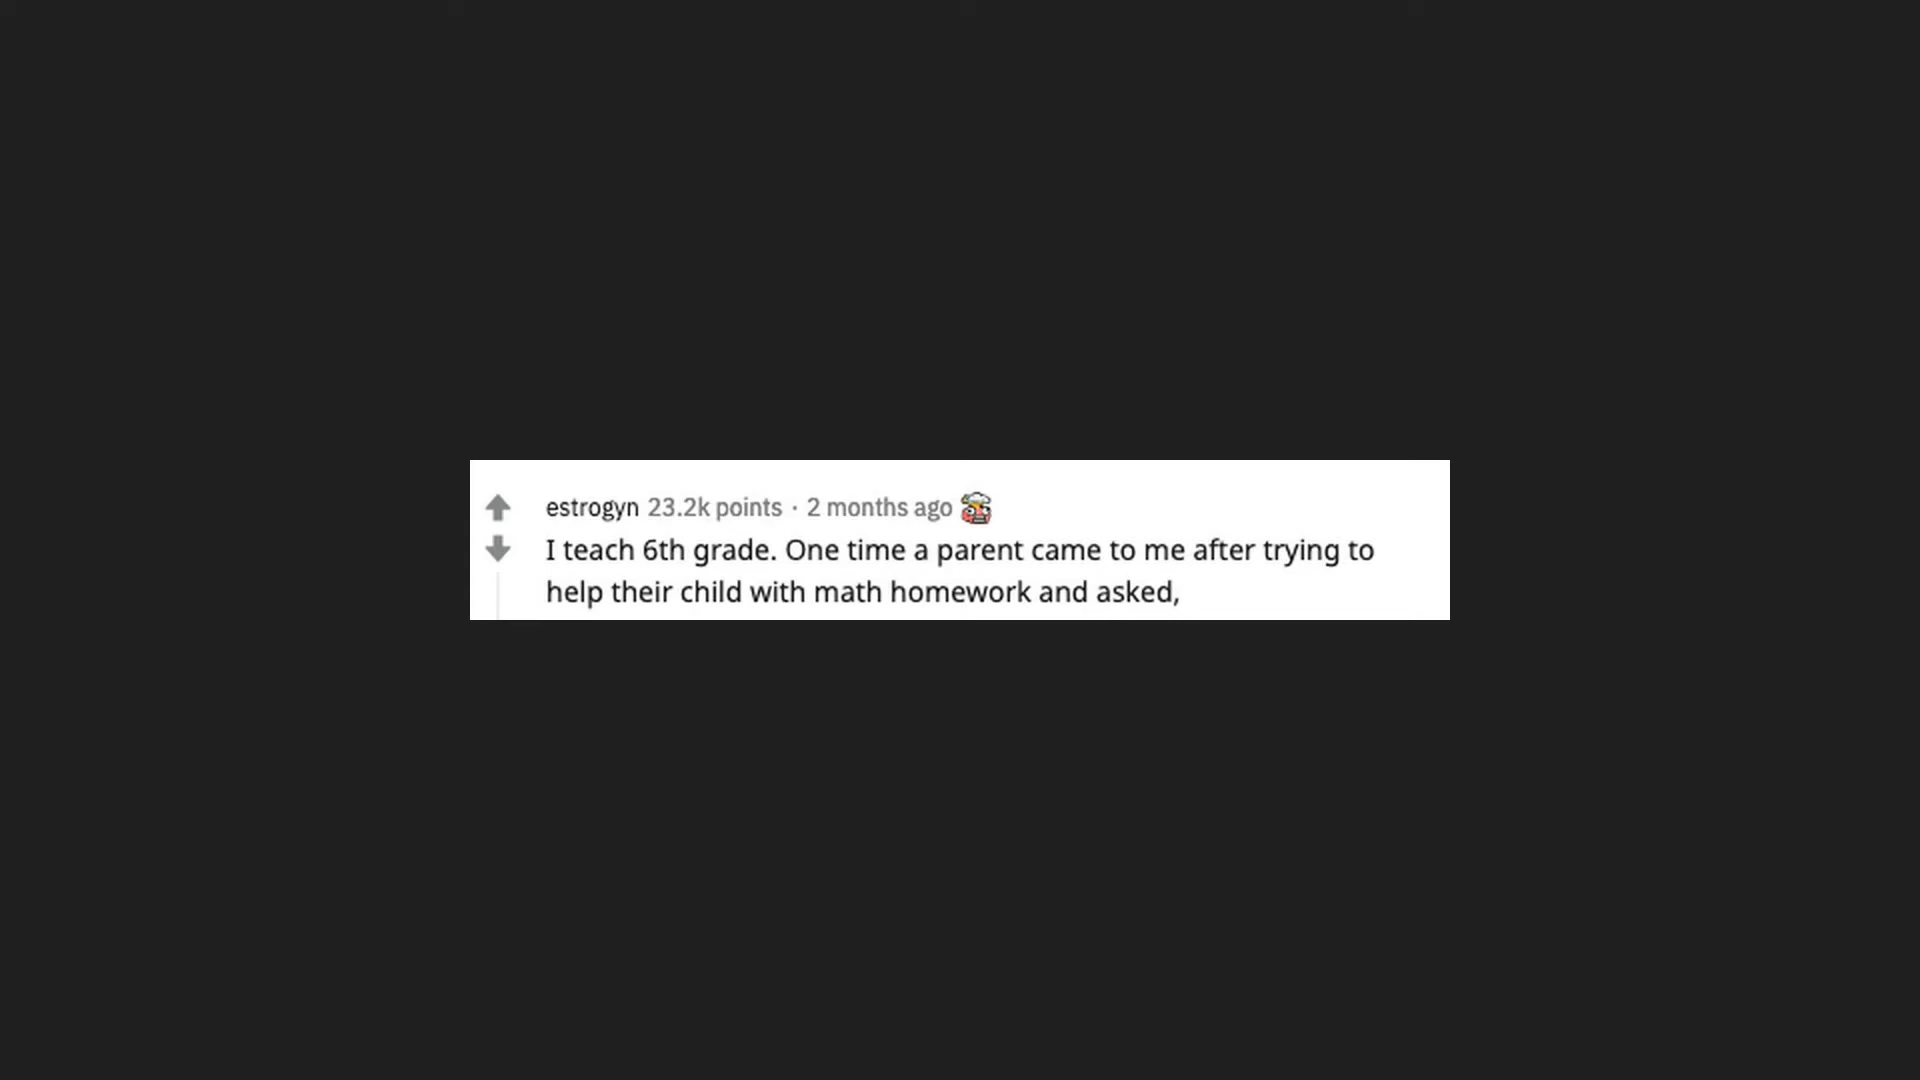 estrogyn 23.2k points · 2 months ago
I teach 6th grade. One time a parent came to me after trying to
help their child with math homework and asked,